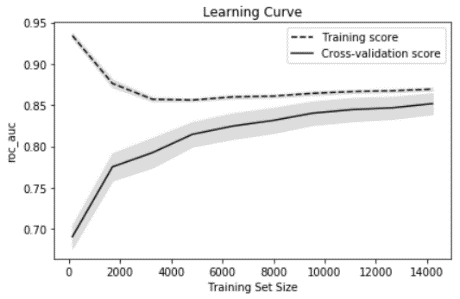 Learning Curve
0.95
0.90
0.85
0.80
0.75
0.70
roc_auc
Training score
Cross-validation score
0 2000 4000 6000 8000 10000 12000 14000
Training Set Size